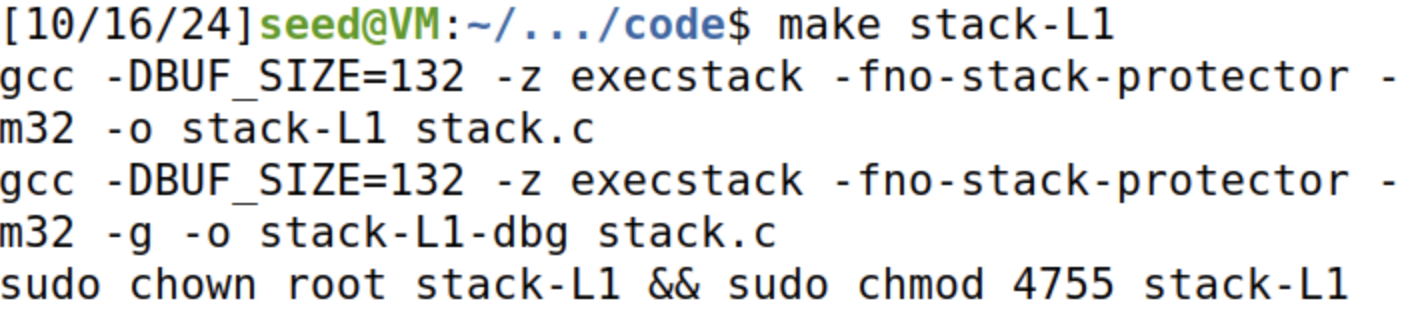 [10/16/24]seed@VM:~/.../code$ make stack-L1
gcc -DBUF_SIZE=132 -z execstack -fno-stack-protector -
m32 -o stack-L1 stack.c
gcc -DBUF_SIZE=132 -z execstack -fno-stack-protector -
m32 -g -o stack-L1-dbg stack.c
sudo chown root stack-L1 && sudo chmod 4755 stack-L1